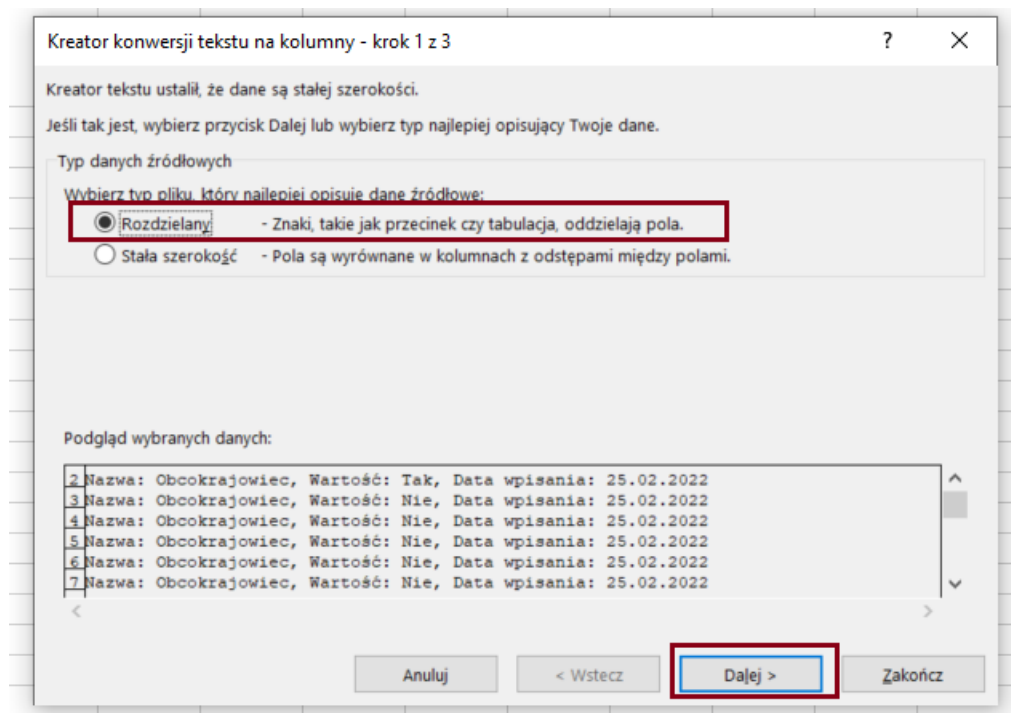 Kreator konwersji tekstu na kolumny - krok 1 z 3 ?
Kreator tekstu ustalił, że dane są stałej szerokości.
Jeśli tak jest, wybierz przycisk Dalej lub wybierz typ najlepiej opisujący Twoje dane.
Typ danych źródłowych
Wybierz typ pliku, który najlepiej opisuje dane źródłowe:
Rozdzielany - Znaki, takie jak przecinek czy tabulacja, oddzielają pola.
Stała szerokość - Pola są wyrównane w kolumnach z odstępami między polami.
Podgląd wybranych danych:
2 Nazwa: Obcokrajowiec, Wartość: Tak, Data wpisania: 25.02.2022
3 Nazwa: Obcokrajowiec, Wartość: Nie, Data wpisania: 25.02.2022
4 Nazwa: Obcokrajowiec, Wartość: Nie, Data wpisania: 25.02.2022
5 Nazwa: Obcokrajowiec, Wartość: Nie, Data wpisania: 25.02.2022
6 Nazwa: Obcokrajowiec, Wartość: Nie, Data wpisania: 25.02.2022
7 Nazwa: Obcokrajowiec, Wartość: Nie, Data wpisania: 25.02.2022
Anuluj < Wstecz Dalej > Zakończ